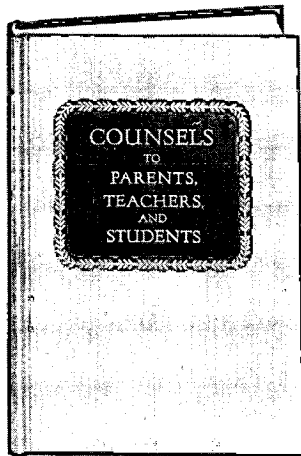 COUNSELS
TO
PARENTS,
TEACHERS,
AND
STUDENTS